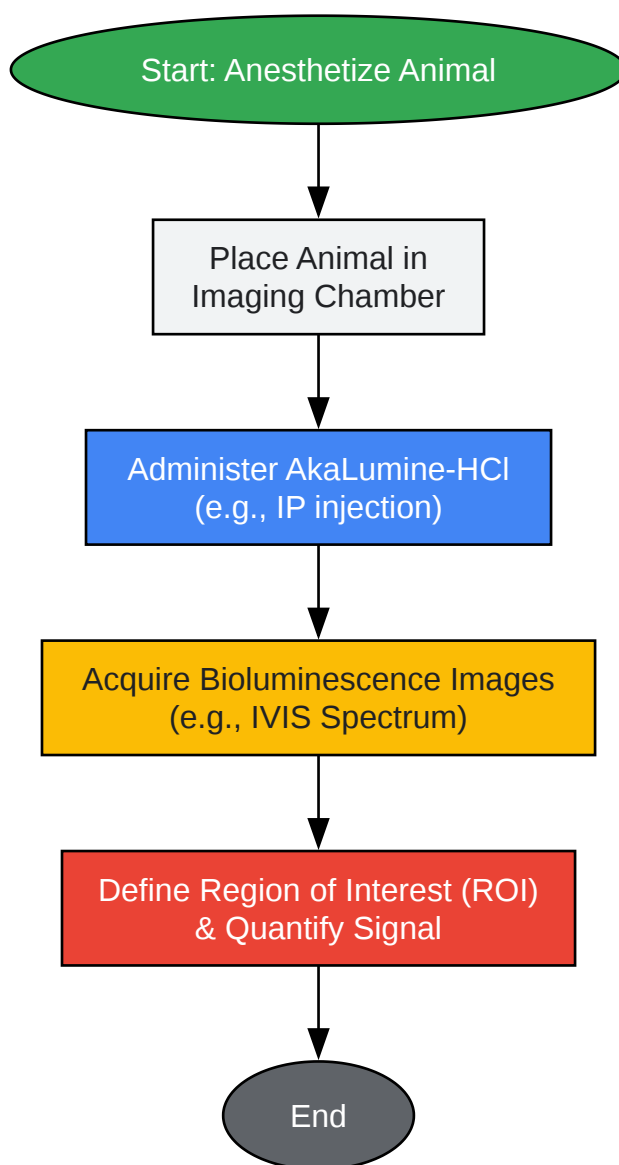 Start: Anesthetize Animal
Place Animal in
Imaging Chamber
Administer AkaLumine-HCl
(e.g., IP injection)
Acquire Bioluminescence Images
(e.g., IVIS Spectrum)
Define Region of Interest (ROI)
& Quantify Signal
End